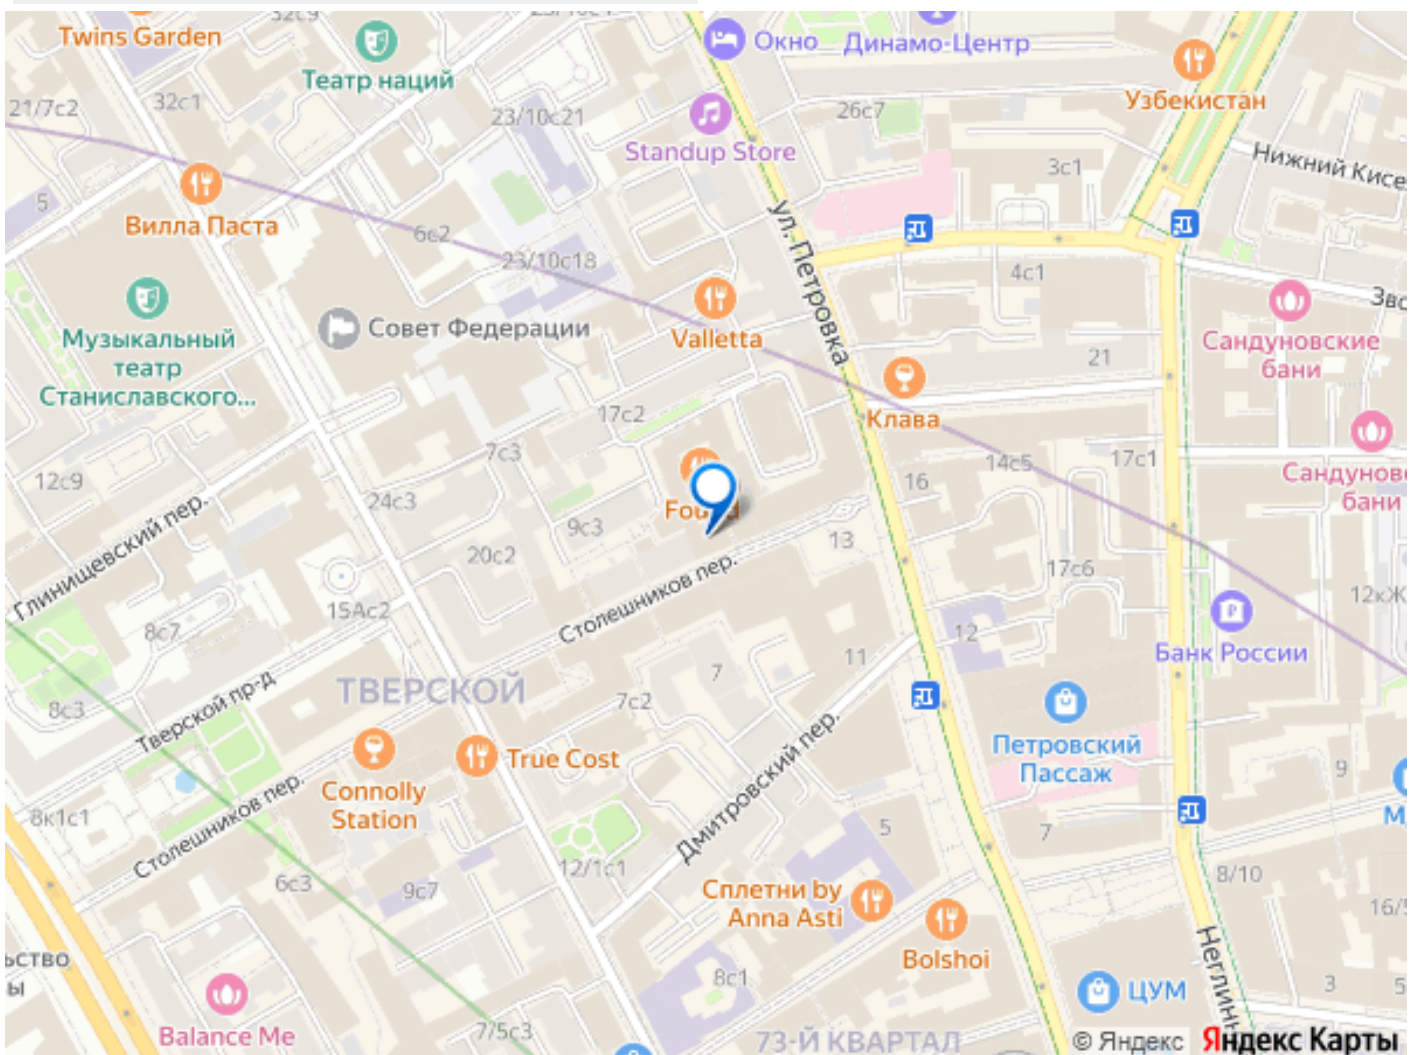 Twins Garden
32с9
Театр наций
Окно
Динамо-Центр
Узбекистан
21/7с2
32с1
23/10с21
Standup Store
26с7
3с1
Нижний Кисе
5
Вилла Паста
6с2
23/10с18
ул. Петровка
4с1
Зво
Музыкальный
театр
Станиславского...
Совет Федерации
Valletta
21
Сандуновские
бани
Клава
17с2
7с3
12с9
24с3
16
14с5
17с1
Сандуново
бани
9с3
20с2
13
Глинищевский пер.
Столешников пер.
17с6
12кЖ
15Ас2
8с7
12
Банк России
11
7
ТВЕРСКОЙ
7с2
8с3
Тверской пр-д
Петровский
Пассаж
True Cost
Дмитровский пер.
9
Connolly
Station
8к1с1
Столешников пер.
5
7
М
6с3
9с7
12/1с1
8/10
Сплетни by
Anna Asti
16/5
Bolshoi
ьство
ы
8с1
Неглинн
ЦУМ
3
5
Balance Me
7/5с3
73-Й КВАРТАЛ
© Яндекс
Яндекс Карты